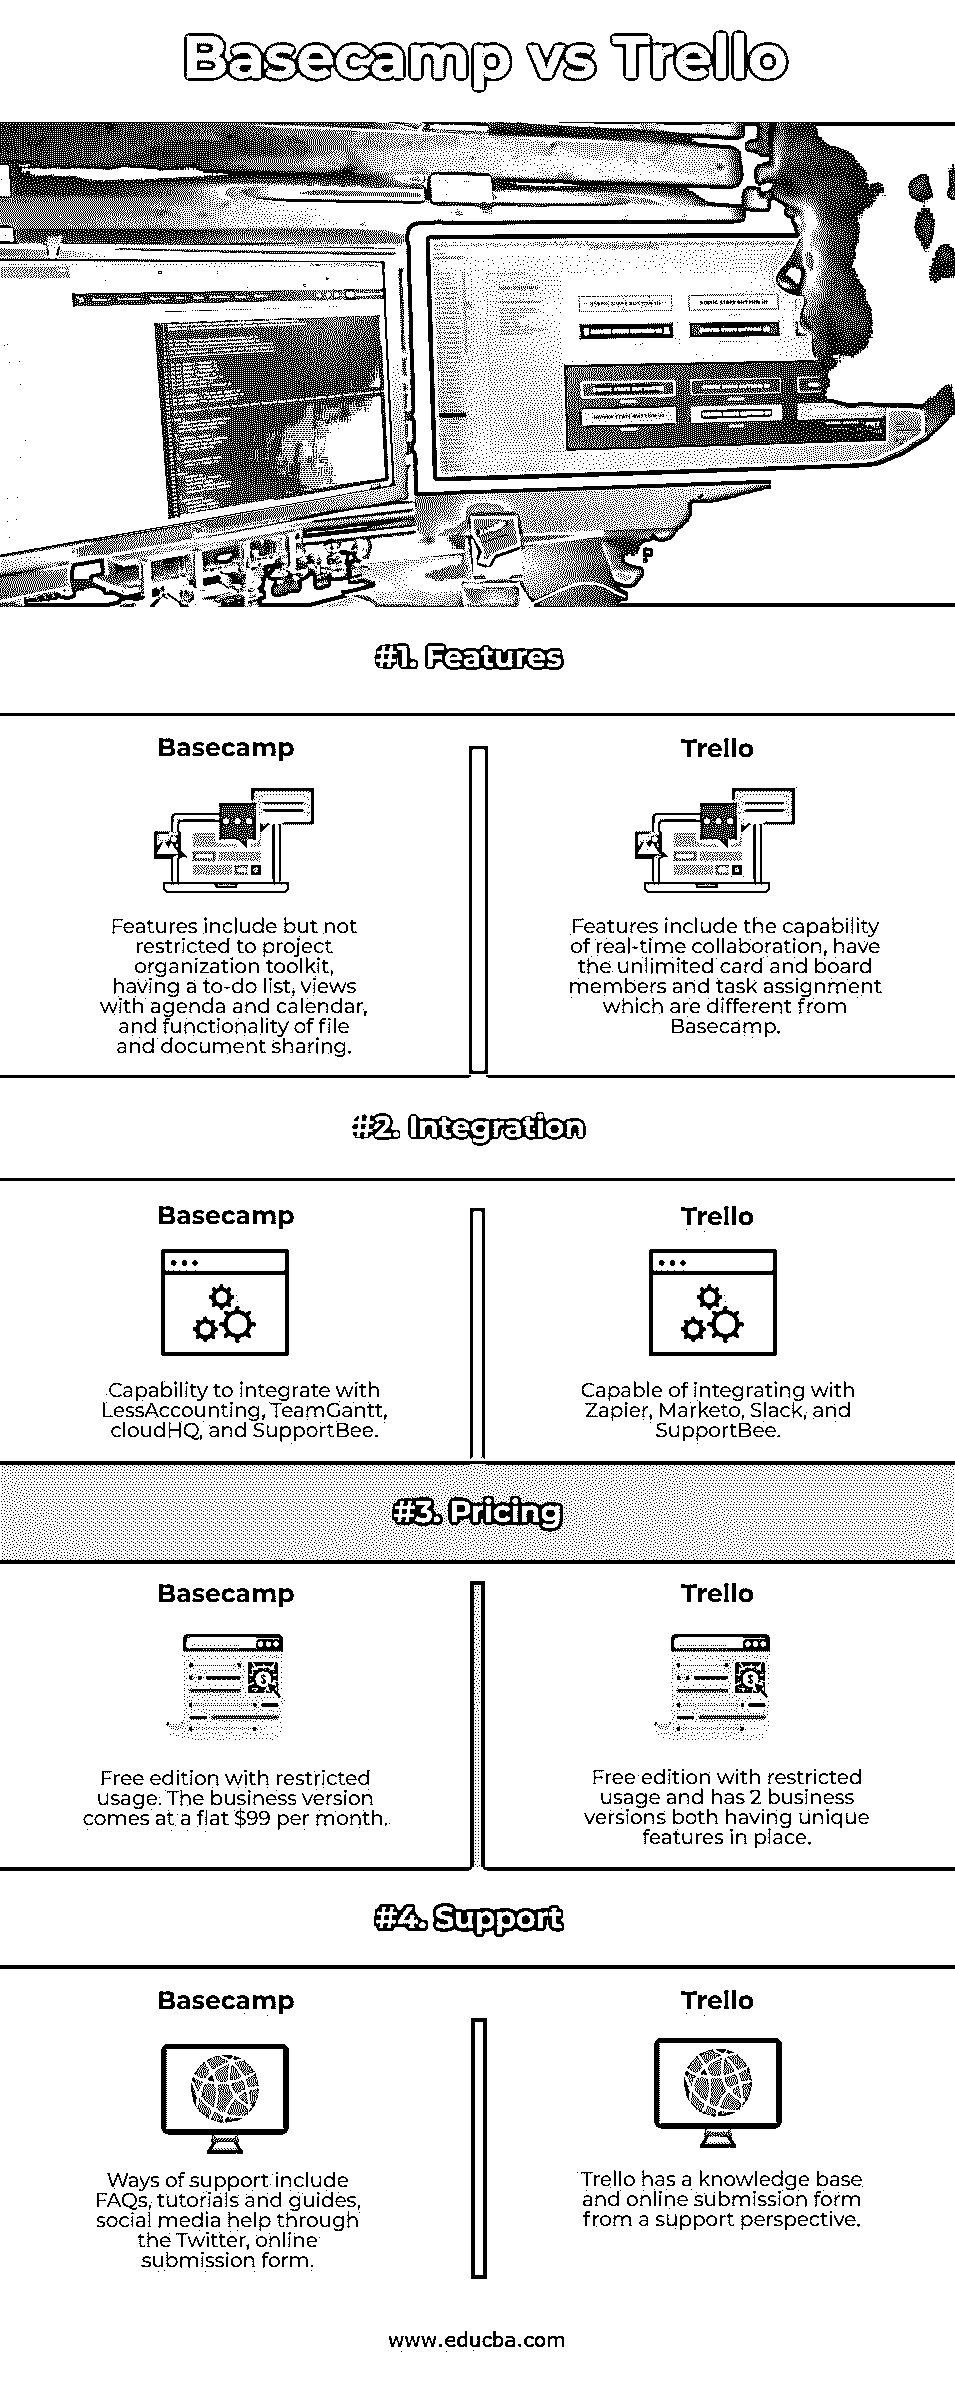 Basecamp vs Trello
#1. Features
Basecamp
Features include but not
restricted to project
organization toolkit,
having a to-do list, views
with agenda and calendar,
and functionality of file
and document sharing.
Trello
Features include the capability
of real-time collaboration, have
the unlimited card and board
members and task assignment
which are different from
Basecamp.
#2. Integration
Basecamp
Capability to integrate with
LessAccounting, TeamGantt,
cloudHQ, and SupportBee.
Trello
Capable of integrating with
Zapier, Marketo, Slack, and
SupportBee.
#3. Pricing
Basecamp
Free edition with restricted
usage. The business version
comes at a flat $99 per month.
Trello
Free edition with restricted
usage and has 2 business
versions both having unique
features in place.
#4. Support
Basecamp
Ways of support include
FAQs, tutorials and guides,
social media help through
the Twitter, online
submission form.
Trello
Trello has a knowledge base
and online submission form
from a support perspective.
www.educba.com